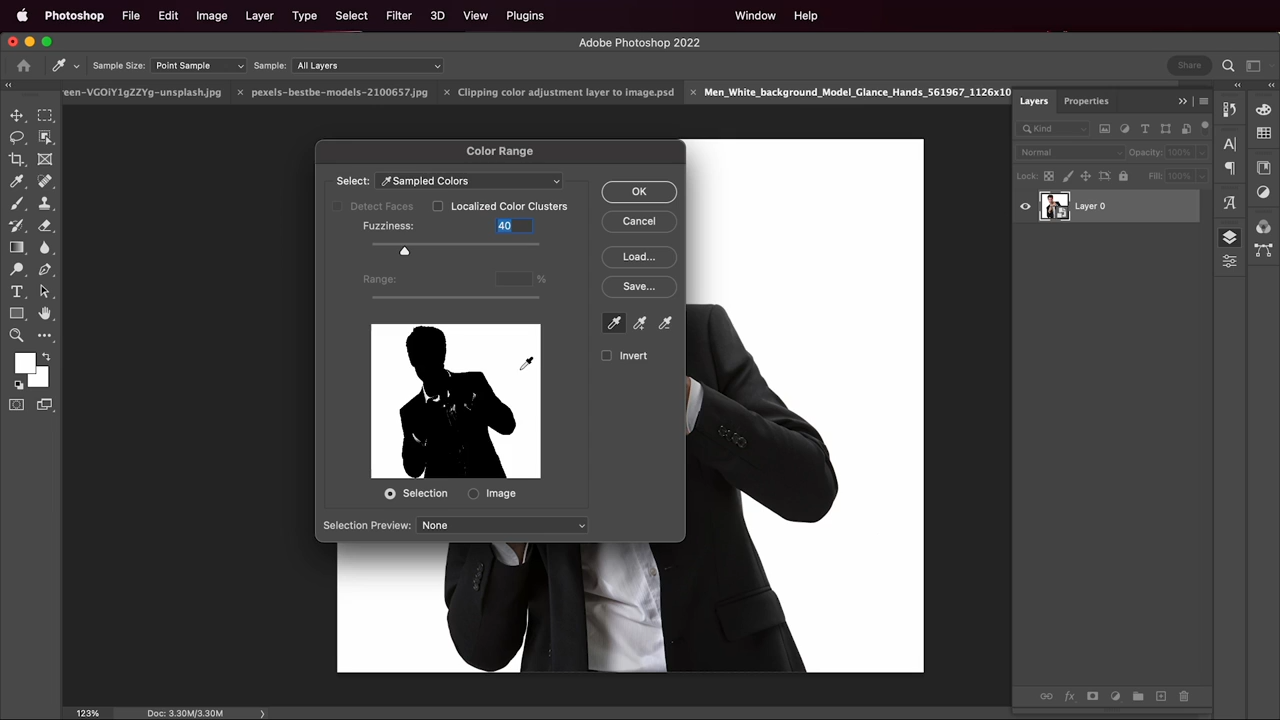 Photoshop File Edit Image Layer Type Select Filter 3D View Plugins Window Help
Adobe Photoshop 2022
Sample Size: Point Sample Sample: All Layers Share
reen-VGOiY1gZZYg-unsplash.jpg × pexels-bestbe-models-2100657.jpg × Clipping color adjustment layer to image.psd × Men_White_background_Model_Glance_Hands_561967_1126x10
Layers Properties
Kind
Normal Opacity: 100%
Lock: Fill: 100%
Layer 0
Color Range
Select: Sampled Colors
Detect Faces Localized Color Clusters
Fuzziness: 40
Range: %
Selection Image
Selection Preview: None
OK
Cancel
Load...
Save...
Invert
123% Doc: 3.30M/3.30M